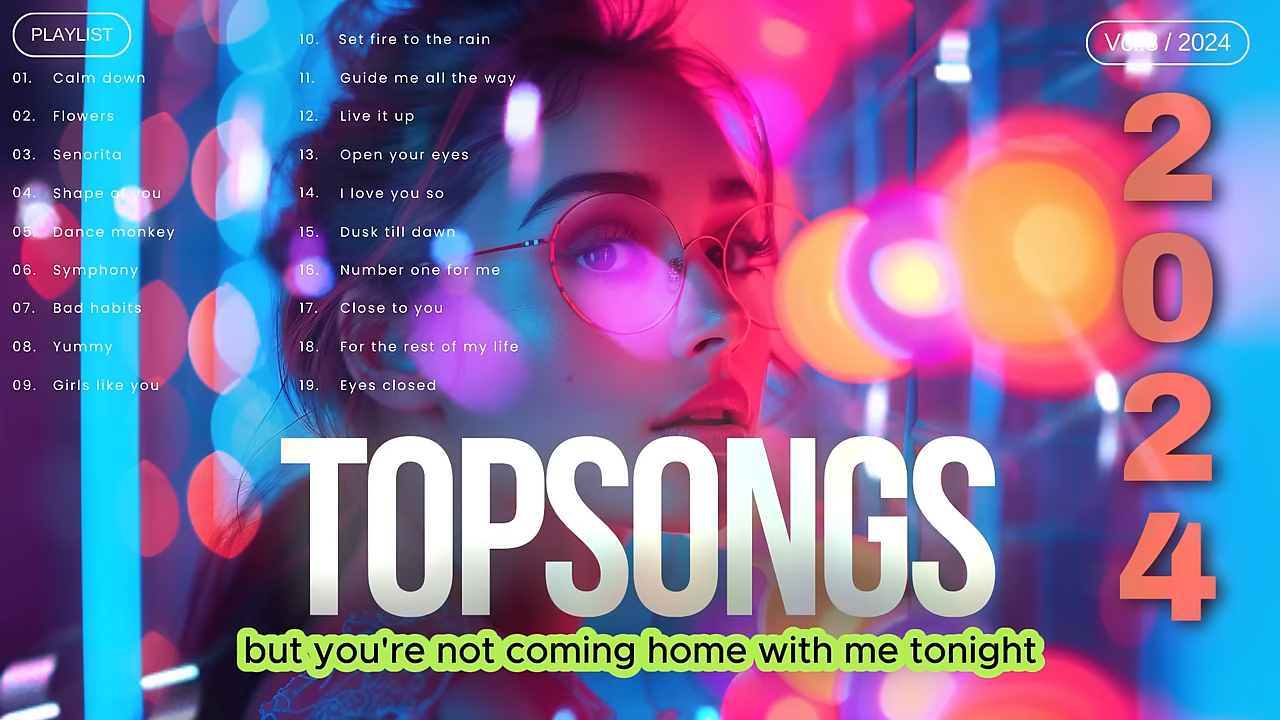 PLAYLIST
01. Calm down
02. Flowers
03. Senorita
04. Shape of you
05. Dance monkey
06. Symphony
07. Bad habits
08. Yummy
09. Girls like you
10. Set fire to the rain
11. Guide me all the way
12. Live it up
13. Open your eyes
14. I love you so
15. Dusk till dawn
16. Number one for me
17. Close to you
18. For the rest of my life
19. Eyes closed
/ 2024
2024
TOPSONGS
but you're not coming home with me tonight